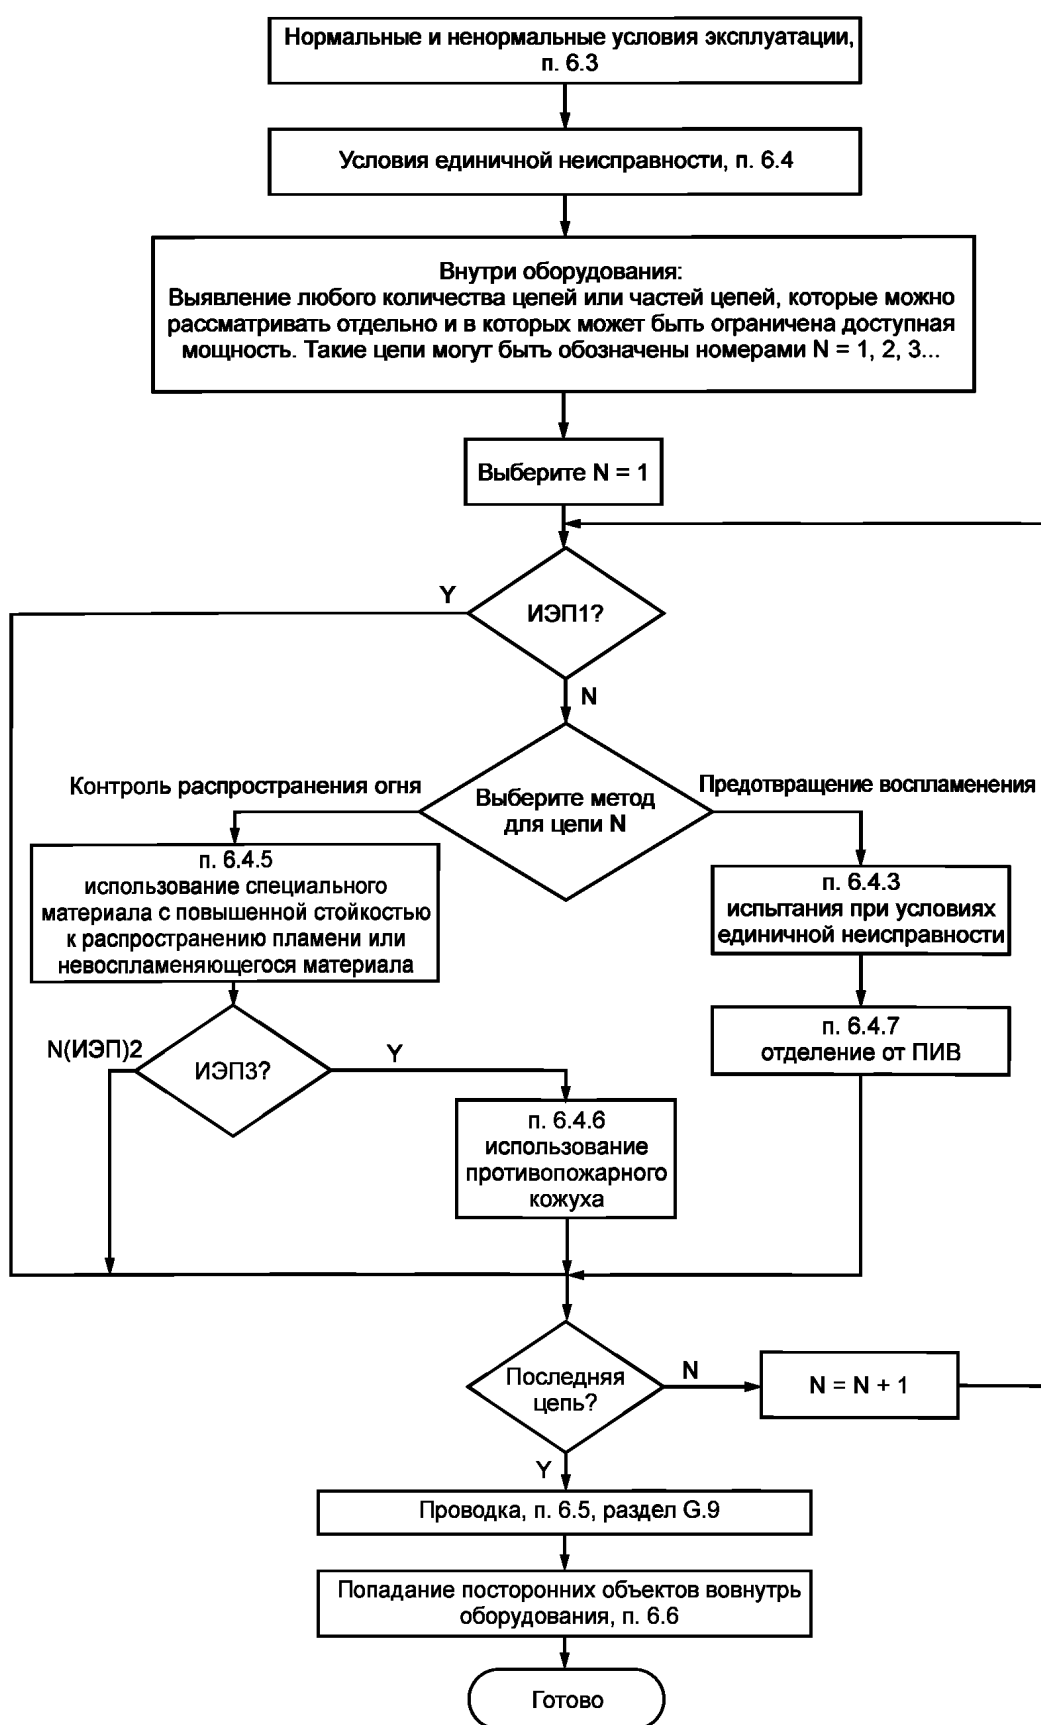 Нормальные и ненормальные условия эксплуатации,
п. 6.3
Условия единичной неисправности, п. 6.4
Внутри оборудования:
Выявление любого количества цепей или частей цепей, которые можно
рассматривать отдельно и в которых может быть ограничена доступная
мощность. Такие цепи могут быть обозначены номерами N = 1, 2, 3...
Выберите N = 1
Y
ИЭП1?
N
Контроль распространения огня
Выберите метод
для цепи N
Предотвращение воспламенения
п. 6.4.5
использование специального
материала с повышенной стойкостью
к распространению пламени или
невоспламеняющегося материала
п. 6.4.3
испытания при условиях
единичной неисправности
N(ИЭП)2
ИЭП3?
Y
п. 6.4.7
отделение от ПИВ
п. 6.4.6
использование
противопожарного
кожуха
Последняя
цепь?
N
N = N + 1
Y
Проводка, п. 6.5, раздел G.9
Попадание посторонних объектов вовнутрь
оборудования, п. 6.6
Готово